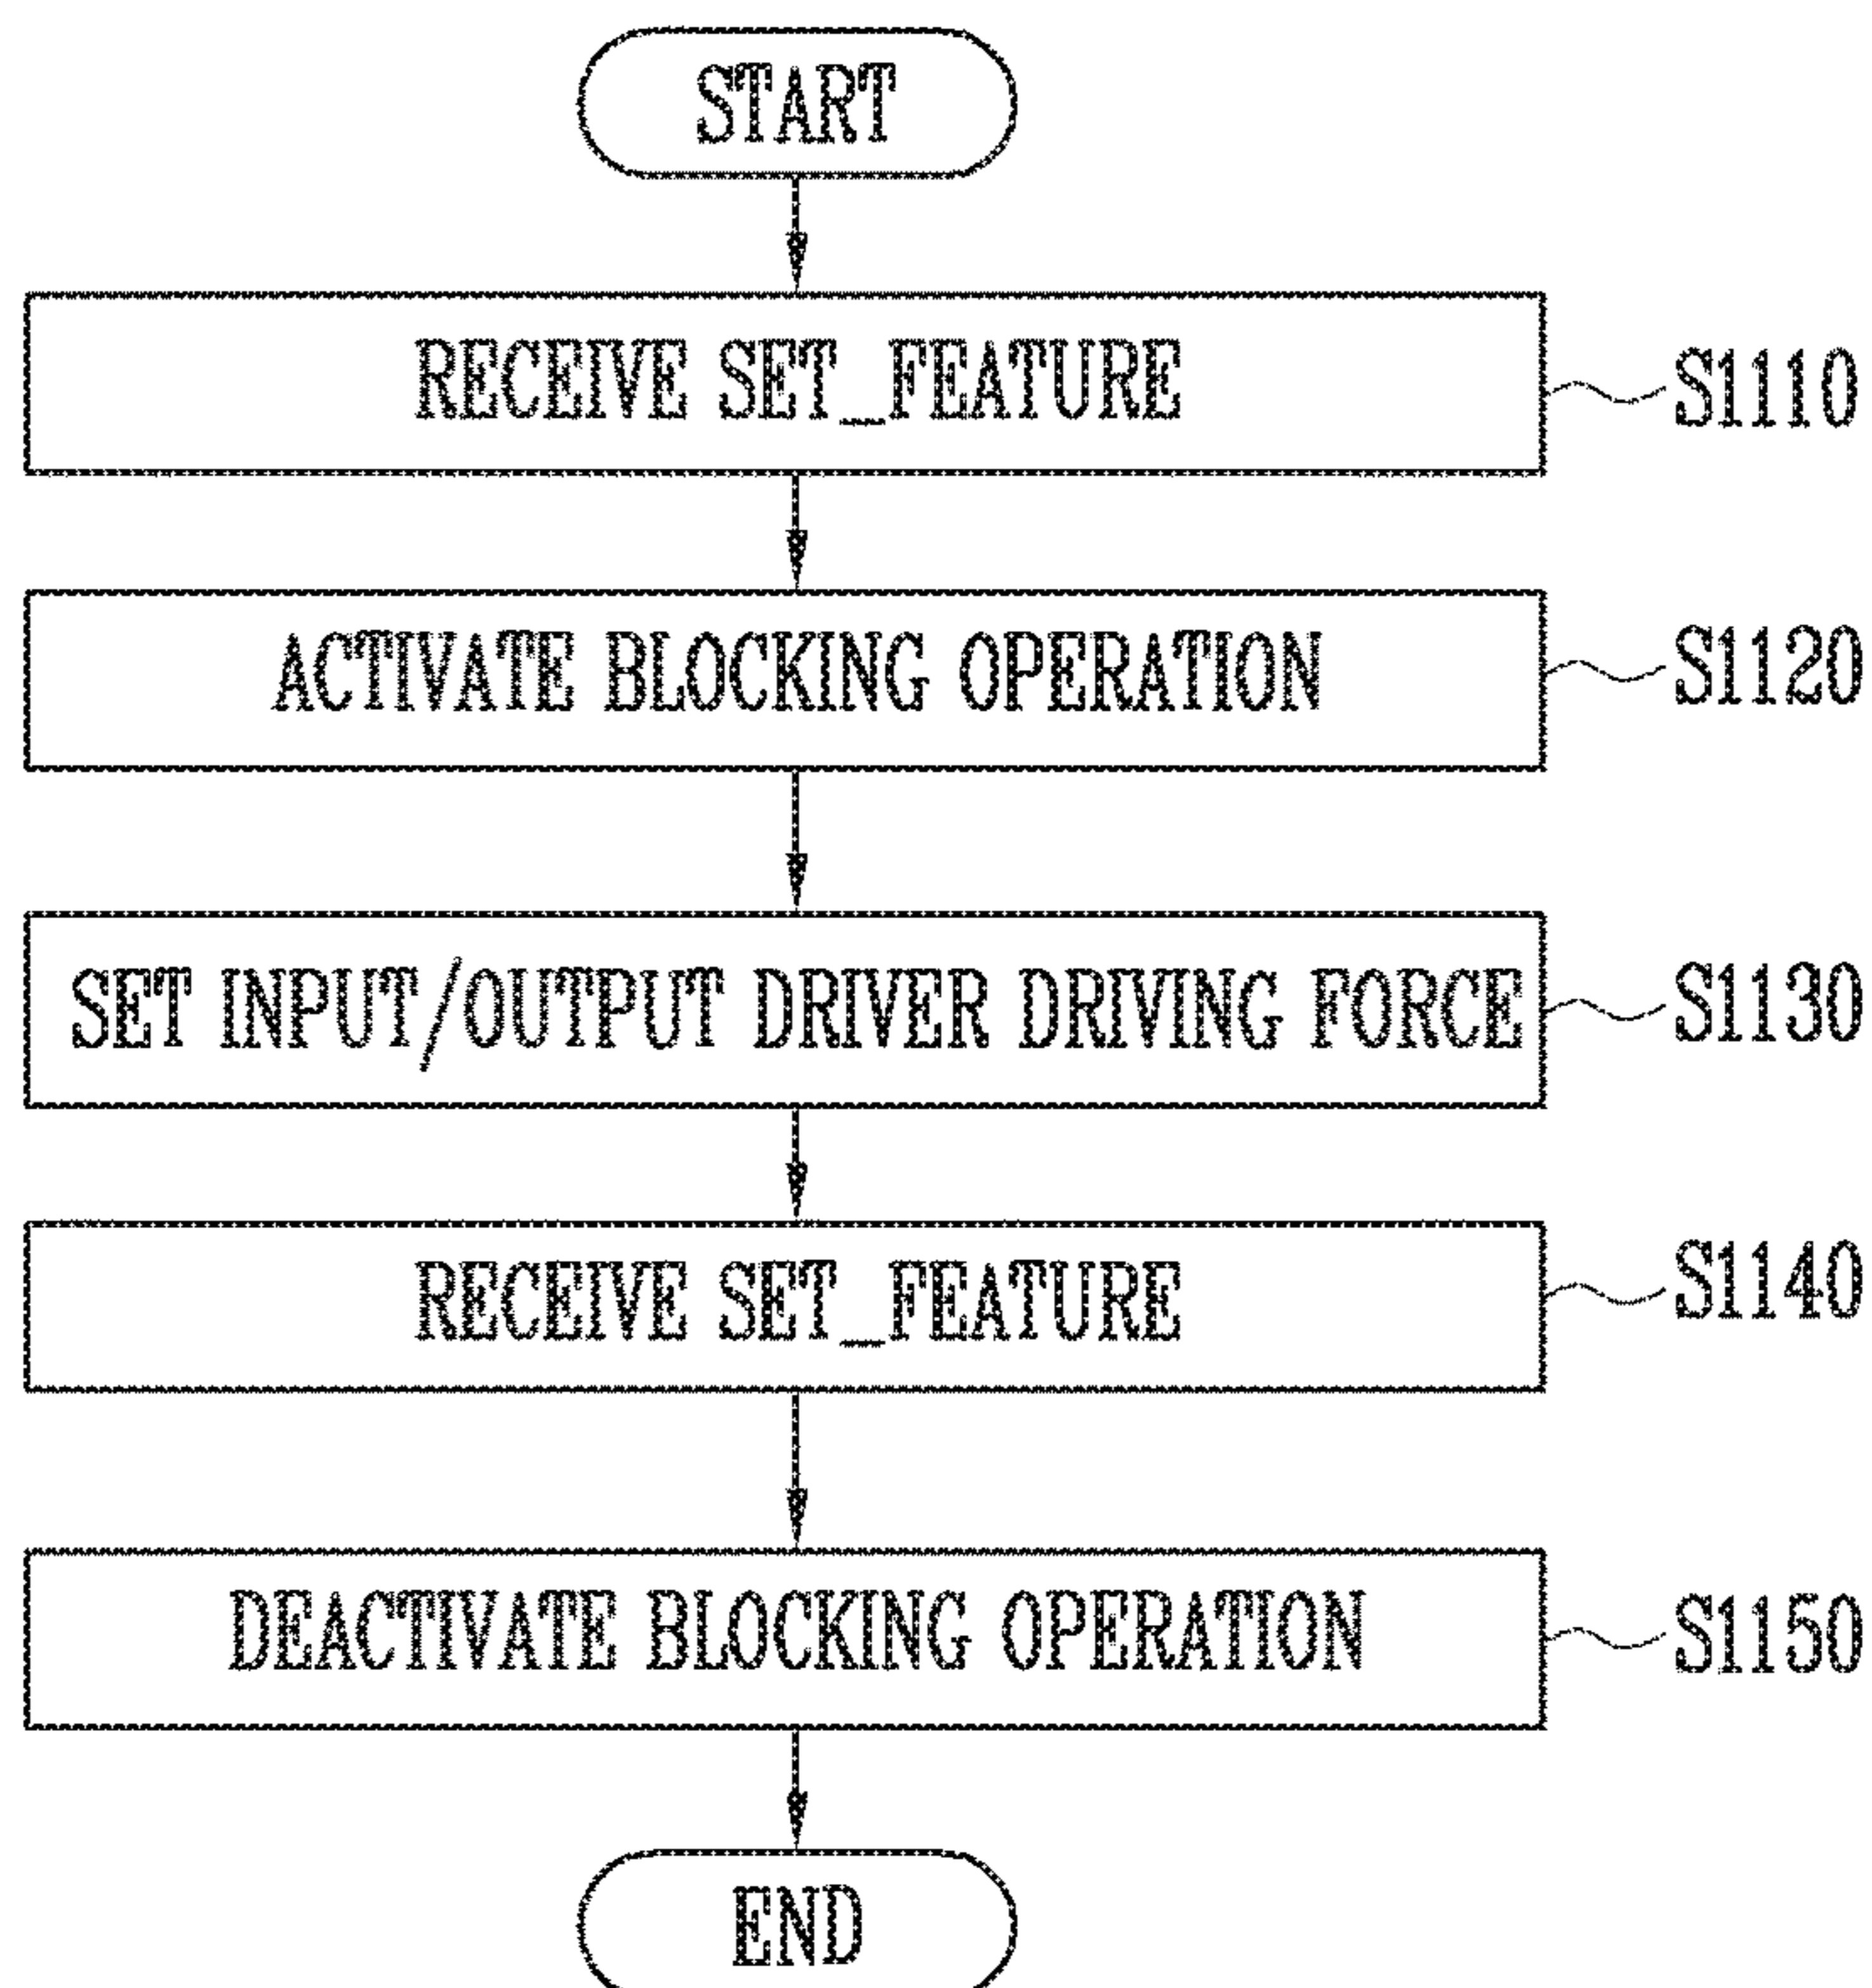 START
RECEIVE SET_FEATURE
S1110
ACTIVATE BLOCKING OPERATION
S1120
SET INPUT/OUTPUT DRIVER DRIVING FORCE
S1130
RECEIVE SET_FEATURE
S1140
DEACTIVATE BLOCKING OPERATION
S1150
END